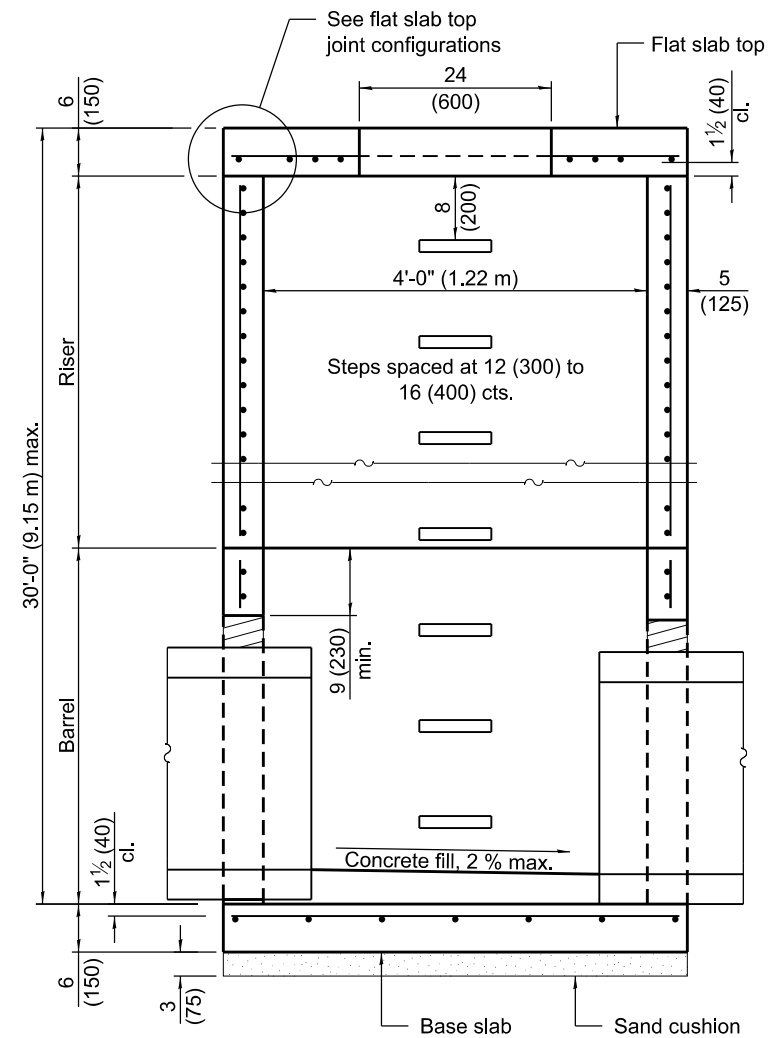 See flat slab top
joint configurations
Flat slab top
24
(600)
6
(150)
1½ (40)
cl.
8
(200)
4'-0" (1.22 m)
5
(125)
Steps spaced at 12 (300) to
16 (400) cts.
Riser
30'-0" (9.15 m) max.
9 (230)
min.
Barrel
1½ (40)
cl.
Concrete fill, 2 % max.
6
(150)
3
(75)
Base slab
Sand cushion